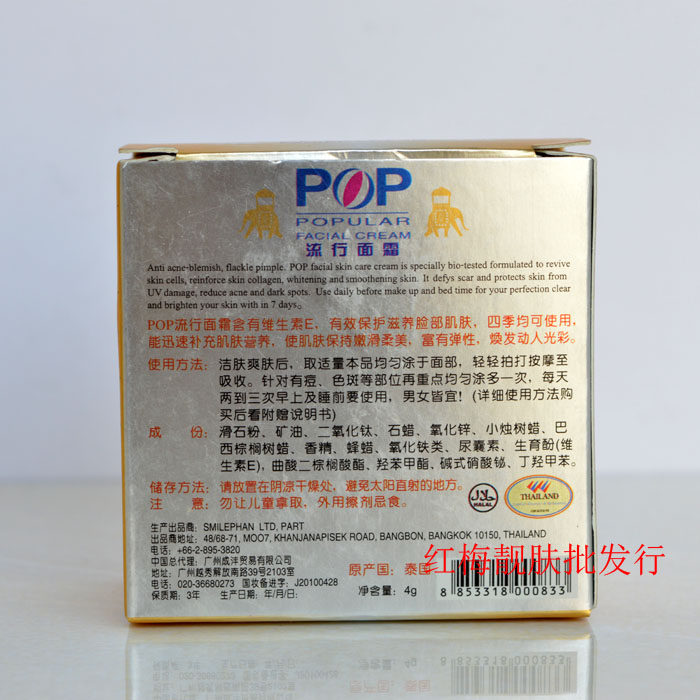 POP
POPULAR
FACIAL CREAM
流行面霜
Anti acne-blemish, flackle pimple. POP facial skin care cream is specially bio-tested formulated to revive
skin cells, reinforce skin collagen, whitening and smoothening skin. It defys scar and protects skin from
UV damage, reduce acne and dark spots. Use daily before make up and bed time for your perfection clear
and brighten your skin with in 7 days.
POP流行面霜含有维生素E，有效保护滋养脸部肌肤，四季均可使用，
能迅速补充肌肤营养，使肌肤保持嫩滑柔美，富有弹性，焕发动人光彩。
使用方法：洁肤爽肤后，取适量本品均匀涂于面部，轻轻拍打按摩至
吸收。针对有痘、色斑等部位再重点均匀涂多一次，每天
两到三次早上及睡前要使用，男女皆宜！(详细使用方法购
买后看附赠说明书)
成　份：滑石粉、矿油、二氧化钛、石蜡、氧化锌、小烛树蜡、巴
西棕榈树蜡、香精、蜂蜡、氧化铁类、尿囊素、生育酚(维
生素E)，曲酸二棕榈酸酯、羟苯甲酯、碱式硝酸铋、丁羟甲苯。
储存方法：请放置在阴凉干燥处，避免太阳直射的地方。
注　意：勿让儿童拿取，外用擦剂忌食。
HALAL
THAILAND
生产出品商：SMILEPHAN LTD, PART
出品商地址：48/68-71, MOO7, KHANJANAPISEK ROAD, BANGBON, BANGKOK 10150, THAILAND
电话：+66-2-895-3820
中国总代理：广州成沣贸易有限公司
地址：广州越秀解放南路39号2103室
电话：020-36680273　国妆备进字：J20100428
保质期：3年　生产日期：年/月/日/
原产国：泰国
净含量：4g
8 853318 000833
红梅靓肤批发行